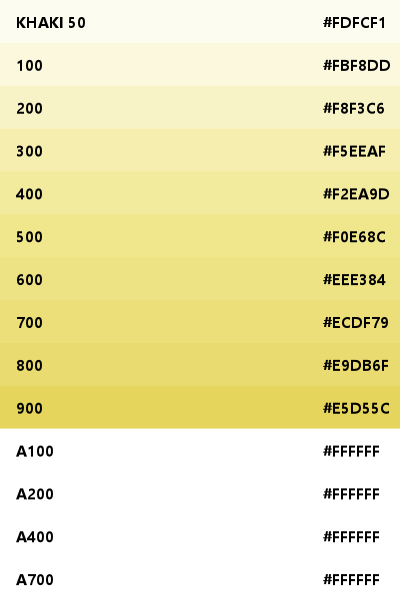 KHAKI 50 #FDFCF1
100 #FBF8DD
200 #F8F3C6
300 #F5EEAF
400 #F2EA9D
500 #F0E68C
600 #EEE384
700 #ECDF79
800 #E9DB6F
900 #E5D55C
A100 #FFFFFF
A200 #FFFFFF
A400 #FFFFFF
A700 #FFFFFF